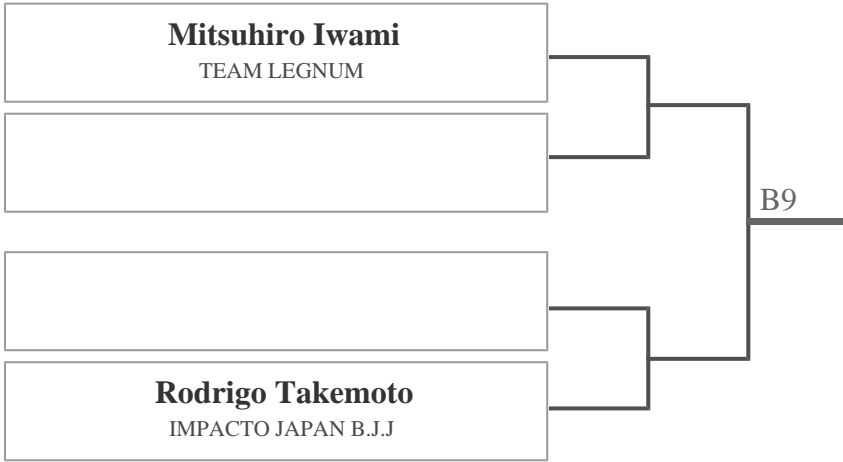 Mitsuhiro Iwami
TEAM LEGNUM
B9
Rodrigo Takemoto
IMPACTO JAPAN B.J.J